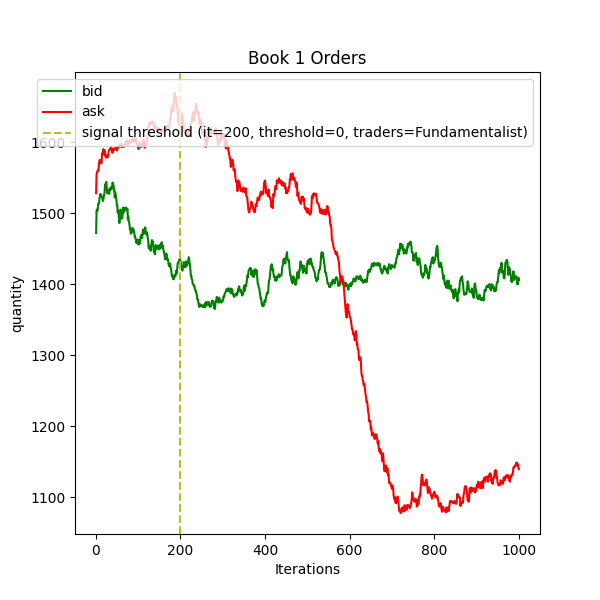 Book 1 Orders
bid
ask
signal threshold (it=200, threshold=0, traders=Fundamentalist)
1600
1500
1400
1300
1200
1100
quantity
0 200 400 600 800 1000
Iterations